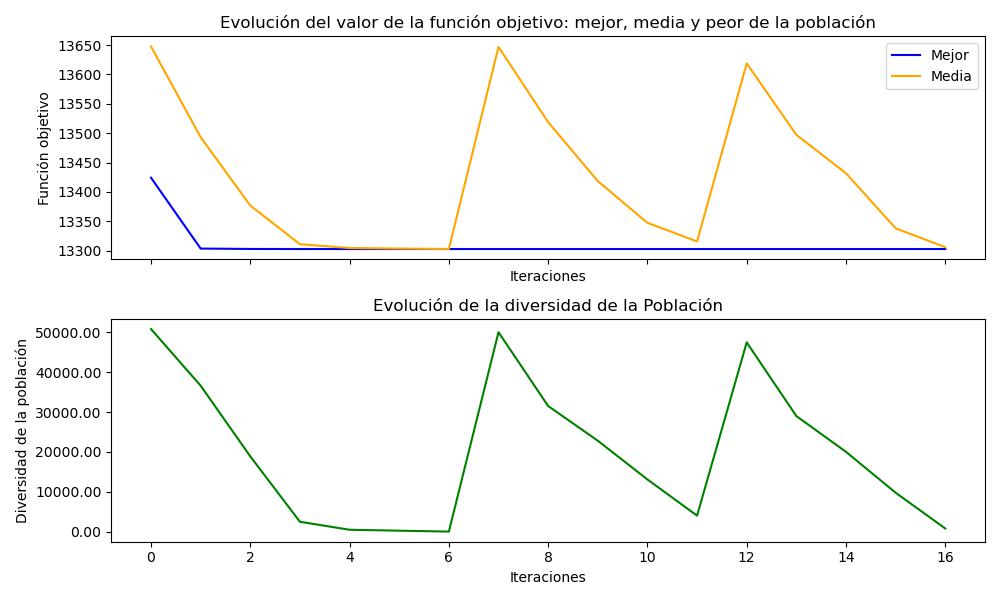 Evolución del valor de la función objetivo: mejor, media y peor de la población
Función objetivo
13650
13600
13550
13500
13450
13400
13350
13300
Mejor
Media
Iteraciones
Evolución de la diversidad de la Población
Diversidad de la población
50000.00
40000.00
30000.00
20000.00
10000.00
0.00
0 2 4 6 8 10 12 14 16
Iteraciones